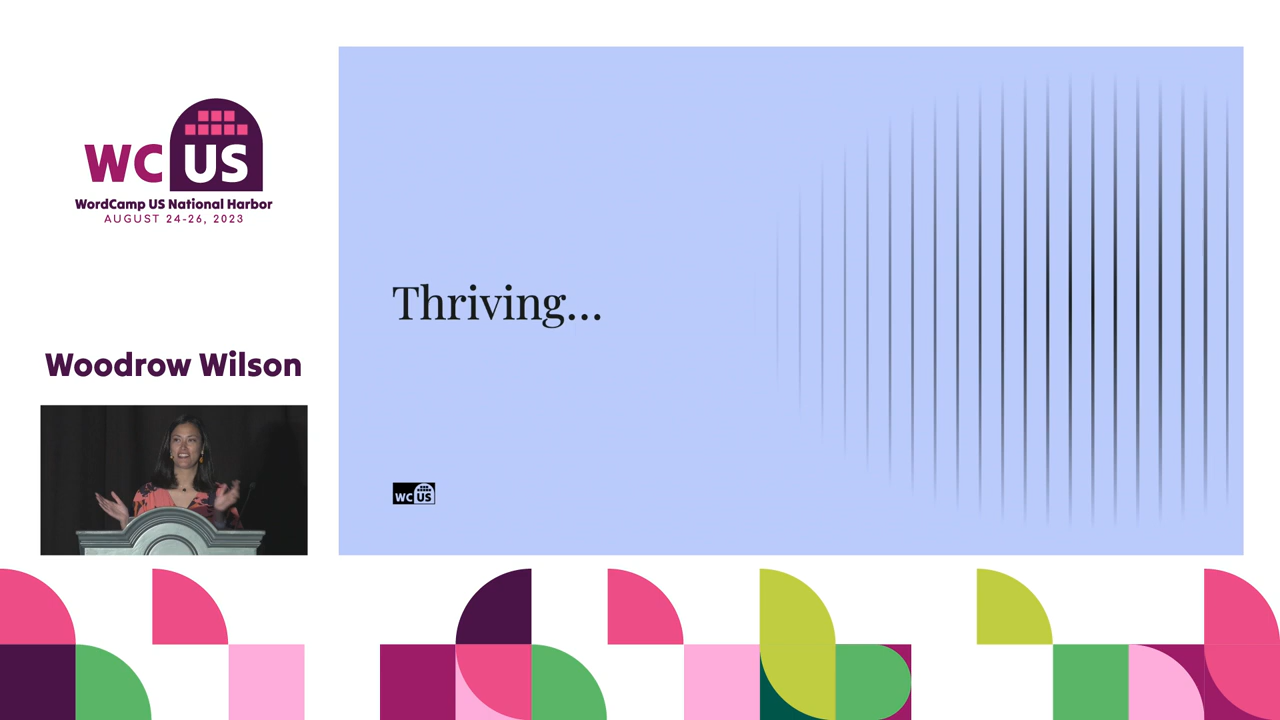 WC US
WordCamp US National Harbor
AUGUST 24-26, 2023
Woodrow Wilson
Thriving...
WC US